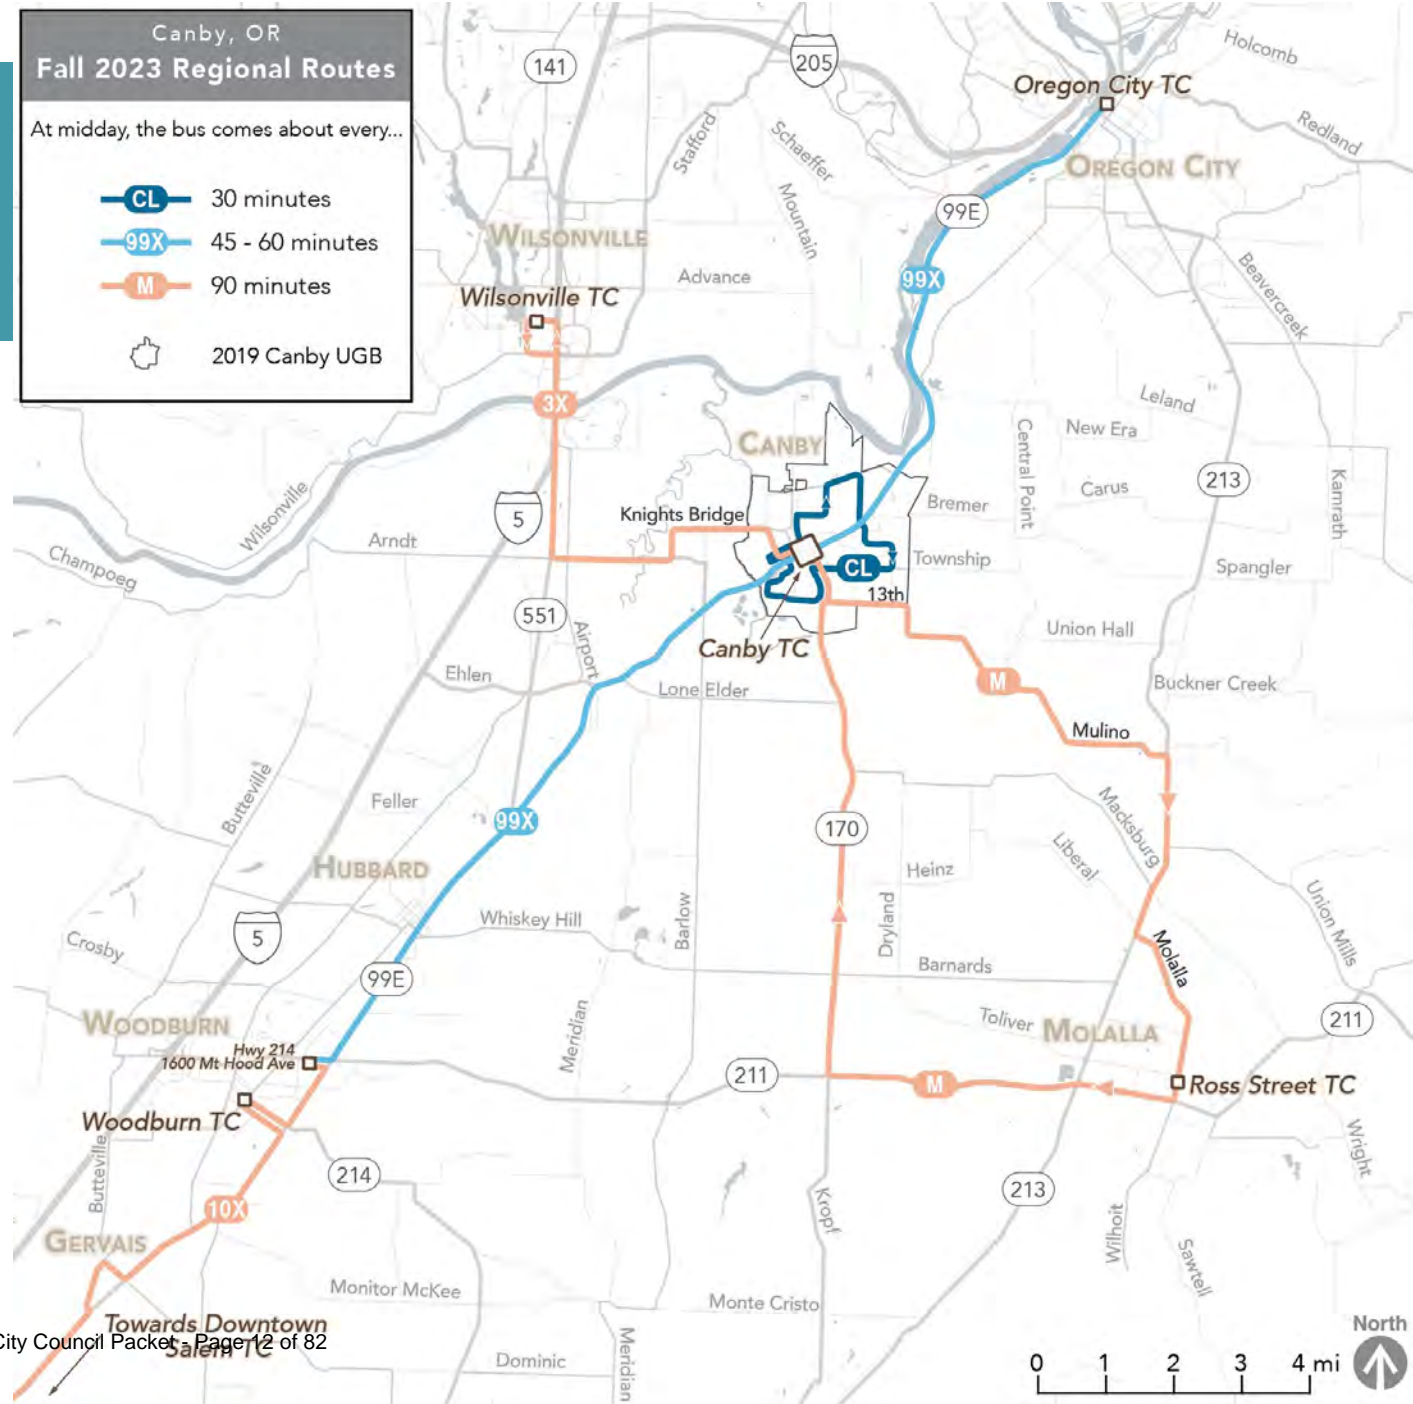 Canby, OR
Fall 2023 Regional Routes
At midday, the bus comes about every...
CL 30 minutes
99X 45 - 60 minutes
M 90 minutes
2019 Canby UGB
141
205
Holcomb
Oregon City TC
Redland
Stafford
Schaeffer
OREGON CITY
Mountain
99E
WILSONVILLE
Advance
99X
Beavercreek
Wilsonville TC
3X
Leland
CANBY
New Era
Central Point
213
Kamrath
Carus
Wilsonville
5
Knights Bridge
Bremer
Arndt
Champoeg
CL
Township
Spangler
13th
551
Airport
Union Hall
Canby TC
Ehlen
Lone Elder
M
Buckner Creek
Mulino
Butteville
Feller
99X
170
Macksburg
Liberal
HUBBARD
Heinz
Union Mills
5
Whiskey Hill
Barlow
Dryland
Crosby
Barnards
Molalla
99E
WOODBURN
Meridian
Toliver
MOLALLA
211
Hwy 214
1600 Mt Hood Ave
211
M
Ross Street TC
Woodburn TC
Butteville
214
Wright
213
10X
Kropf
Wilhoit
GERVAIS
Sawtell
Monitor McKee
Monte Cristo
Towards Downtown
Salem TC
City Council Packet - Page 12 of 82
Meridian
Dominic
North
0 1 2 3 4 mi